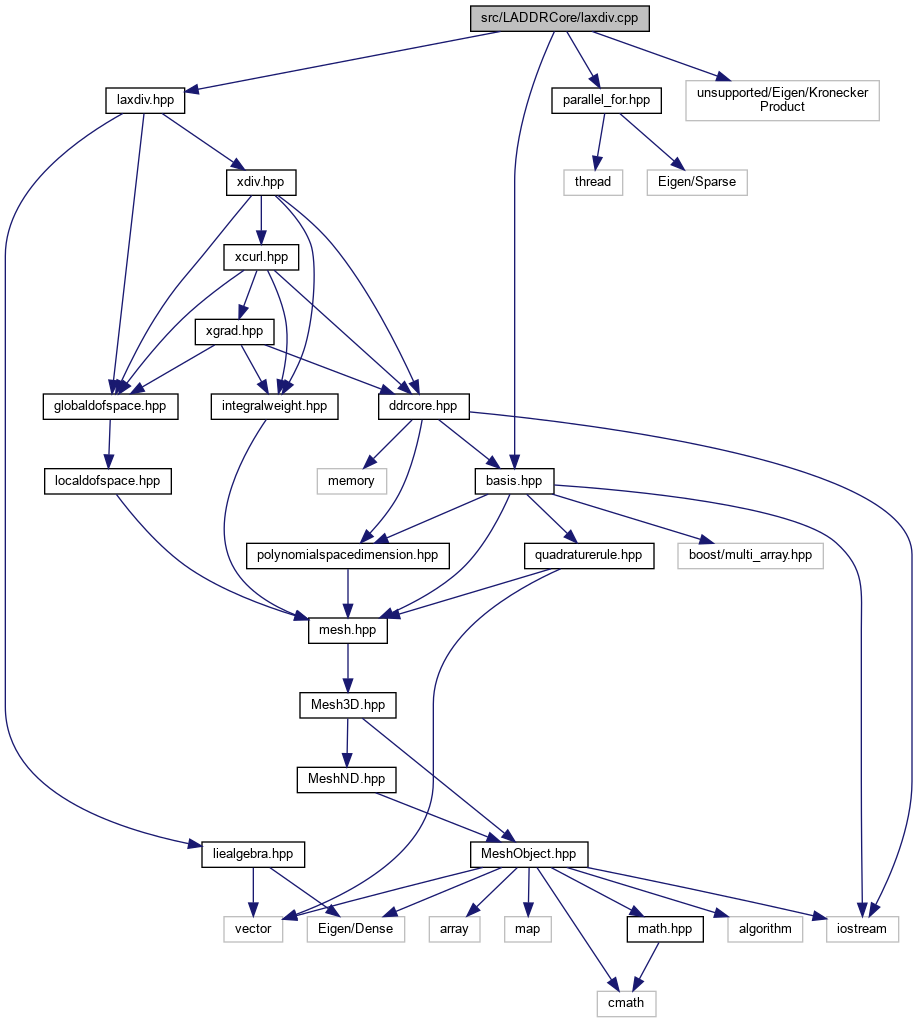 src/LADDRCore/laxdiv.cpp
laxdiv.hpp
parallel_for.hpp
unsupported/Eigen/Kronecker
Product
xdiv.hpp
thread
Eigen/Sparse
xcurl.hpp
xgrad.hpp
globaldofspace.hpp
integralweight.hpp
ddrcore.hpp
localdofspace.hpp
memory
basis.hpp
polynomialspacedimension.hpp
quadraturerule.hpp
boost/multi_array.hpp
mesh.hpp
Mesh3D.hpp
MeshND.hpp
liealgebra.hpp
MeshObject.hpp
vector
Eigen/Dense
array
map
math.hpp
algorithm
iostream
cmath